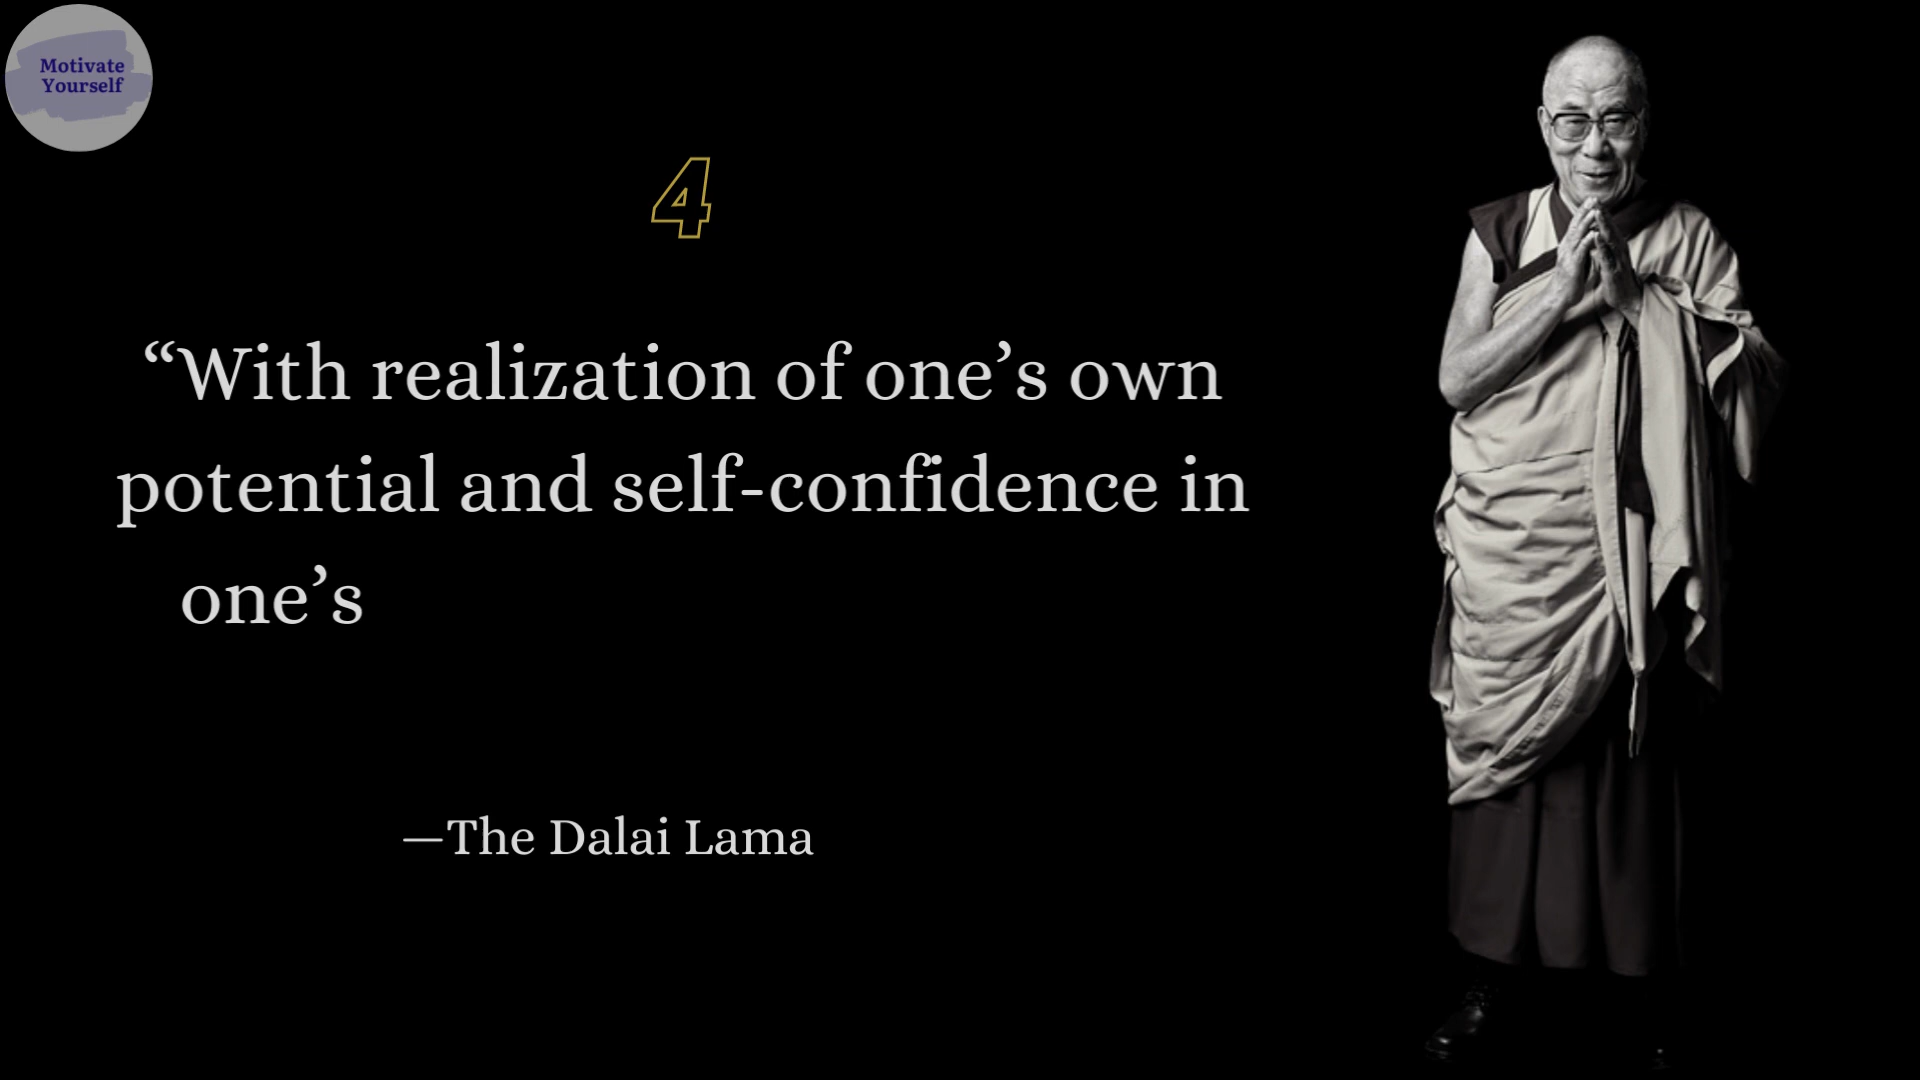 Motivate
Yourself
4
“With realization of one’s own
potential and self-confidence in
one’s
—The Dalai Lama